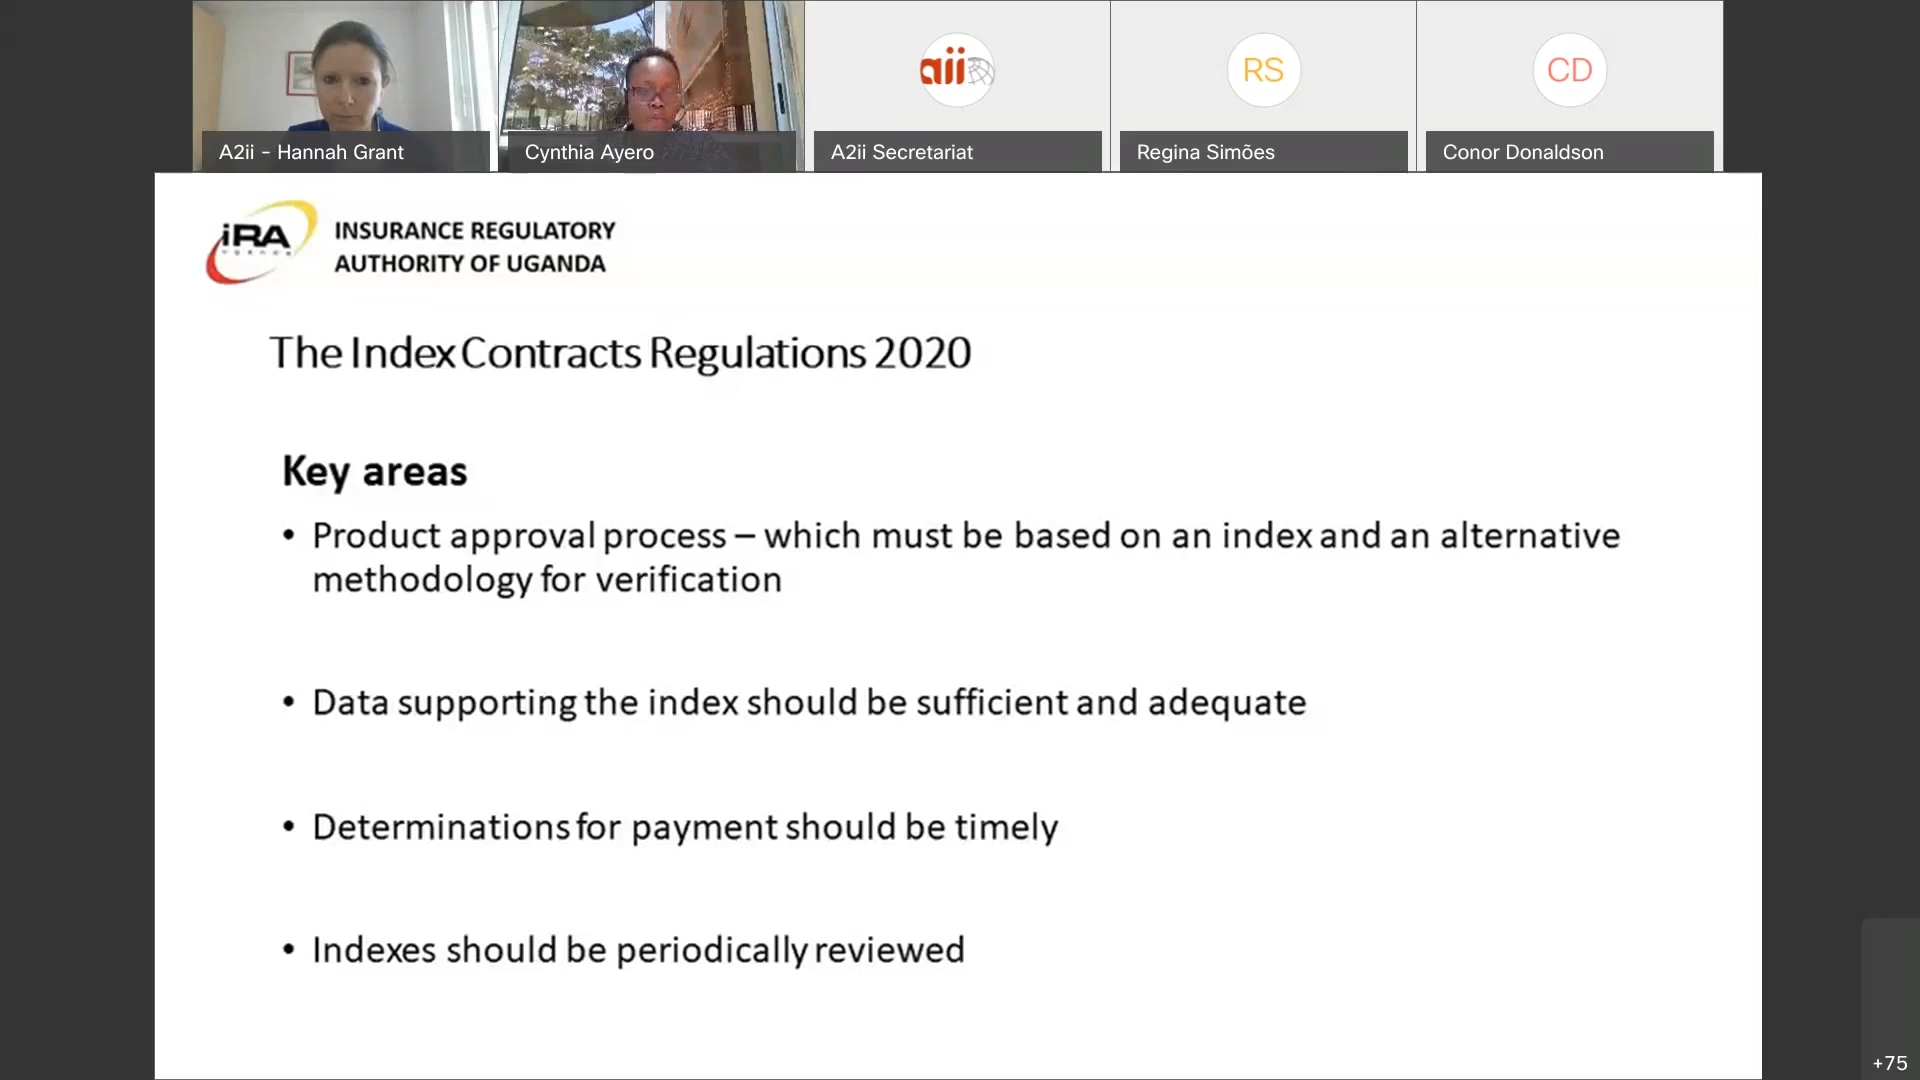 A2ii - Hannah Grant
Cynthia Ayero
aii
A2ii Secretariat
RS
Regina Simões
CD
Conor Donaldson
iRA
INSURANCE REGULATORY
AUTHORITY OF UGANDA
The Index Contracts Regulations 2020
Key areas
• Product approval process – which must be based on an index and an alternative
methodology for verification
• Data supporting the index should be sufficient and adequate
• Determinations for payment should be timely
• Indexes should be periodically reviewed
+75